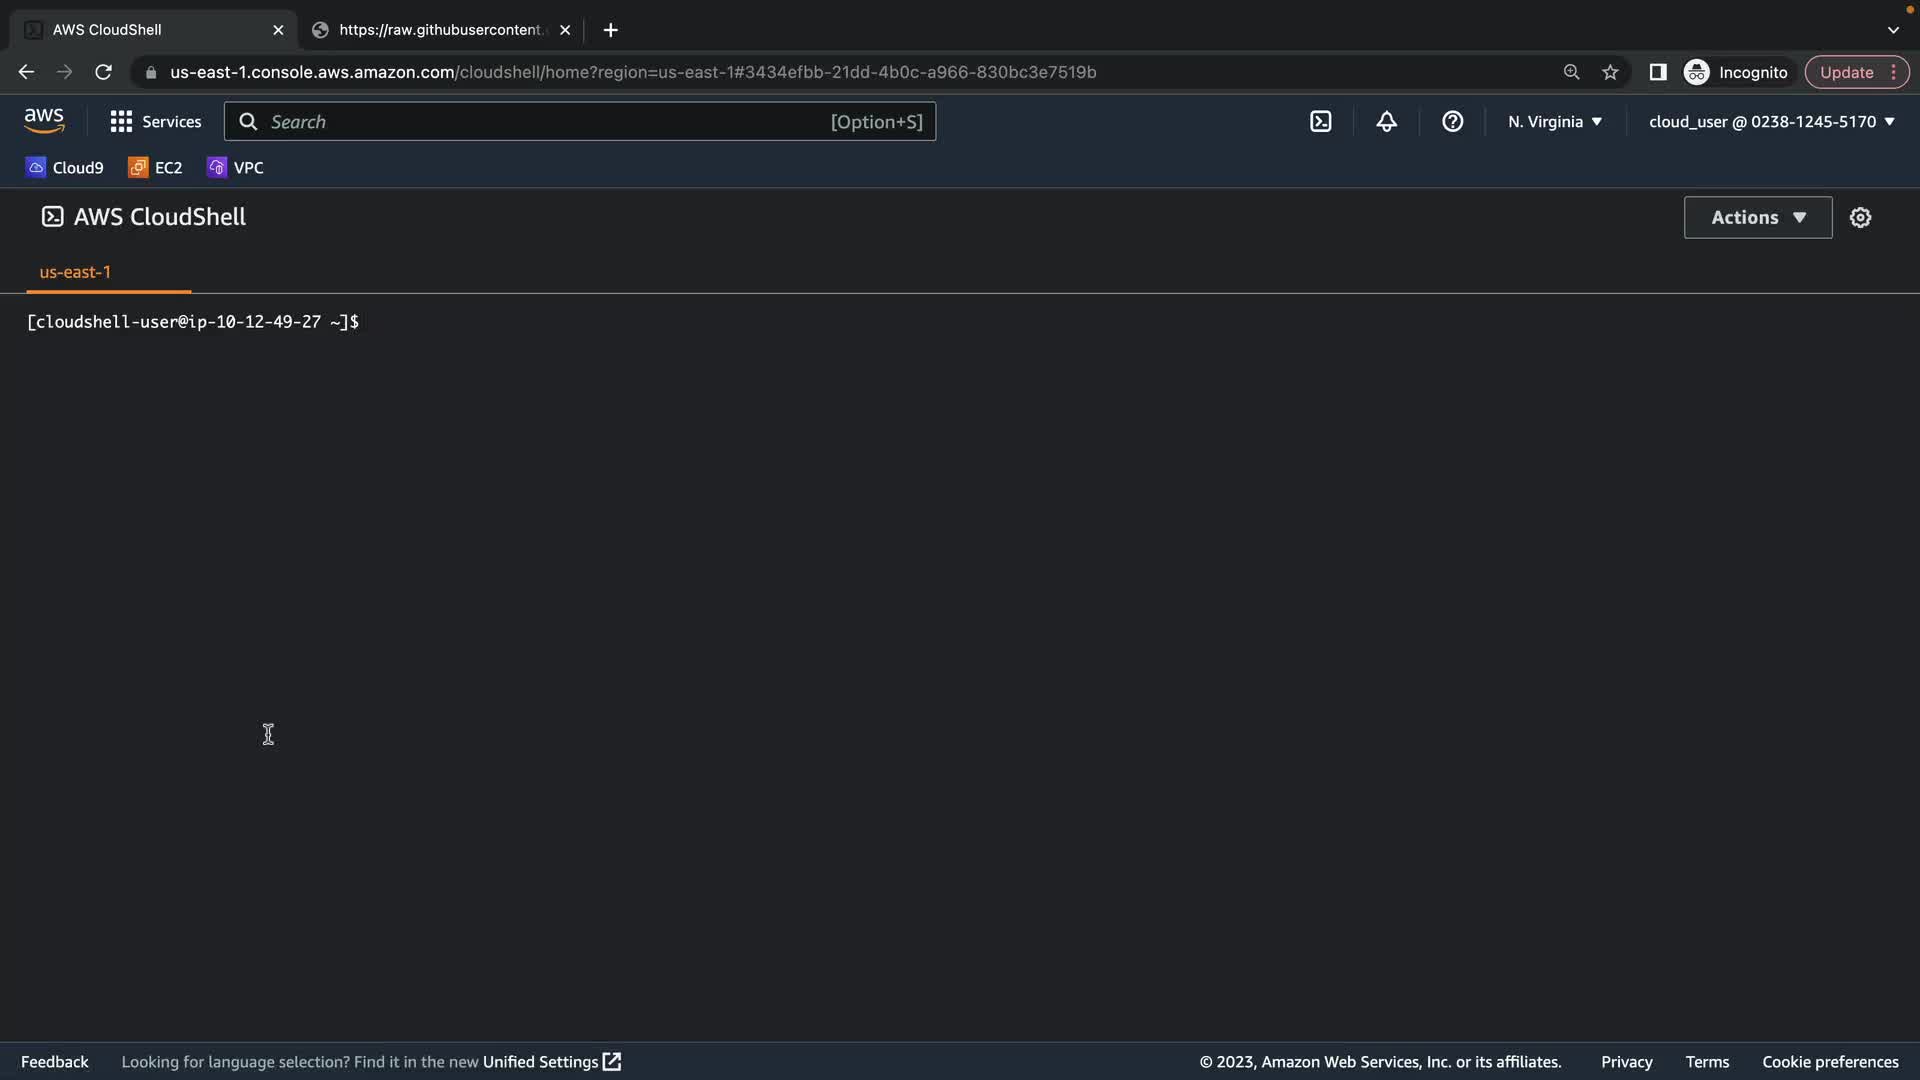 AWS CloudShell
https://raw.githubusercontent.
us-east-1.console.aws.amazon.com/cloudshell/home?region=us-east-1#3434efbb-21dd-4b0c-a966-830bc3e7519b
Incognito
Update
aws
Services
Search
[Option+S]
N. Virginia
cloud_user @ 0238-1245-5170
Cloud9
EC2
VPC
AWS CloudShell
Actions
us-east-1
[cloudshell-user@ip-10-12-49-27 ~]$
Feedback
Looking for language selection? Find it in the new Unified Settings
© 2023, Amazon Web Services, Inc. or its affiliates.
Privacy
Terms
Cookie preferences